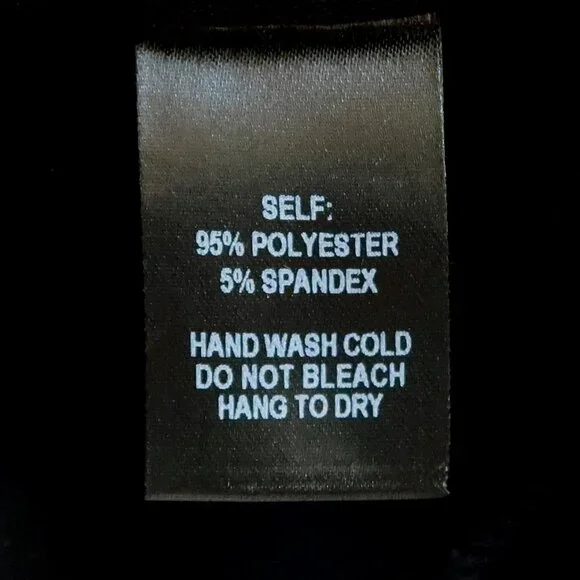 SELF:
95% POLYESTER
5% SPANDEX
HAND WASH COLD
DO NOT BLEACH
HANG TO DRY